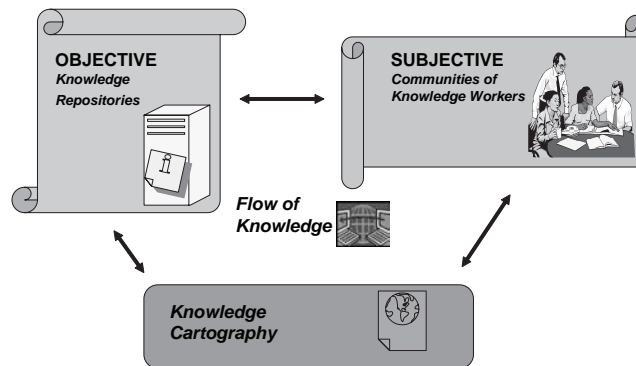 OBJECTIVE
Knowledge
Repositories
i
SUBJECTIVE
Communities of
Knowledge Workers
Flow of
Knowledge
Knowledge
Cartography